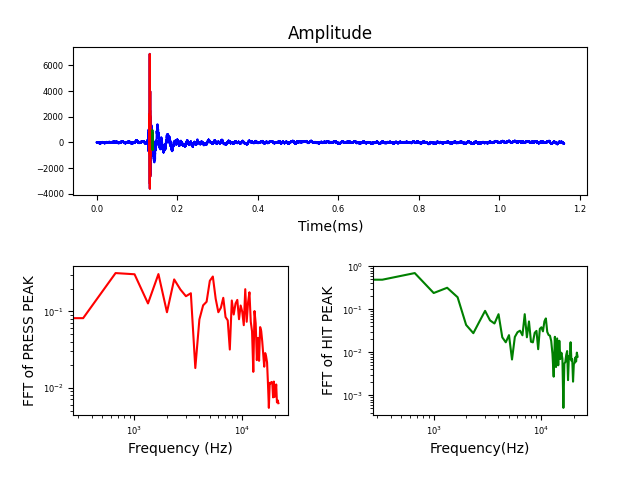 Amplitude
6000
4000
2000
0
−2000
−4000
0.0 0.2 0.4 0.6 0.8 1.0 1.2
Time(ms)
FFT of PRESS PEAK
10⁻¹
10⁻²
10³ 10⁴
Frequency (Hz)
FFT of HIT PEAK
10⁰
10⁻¹
10⁻²
10⁻³
10³ 10⁴
Frequency(Hz)